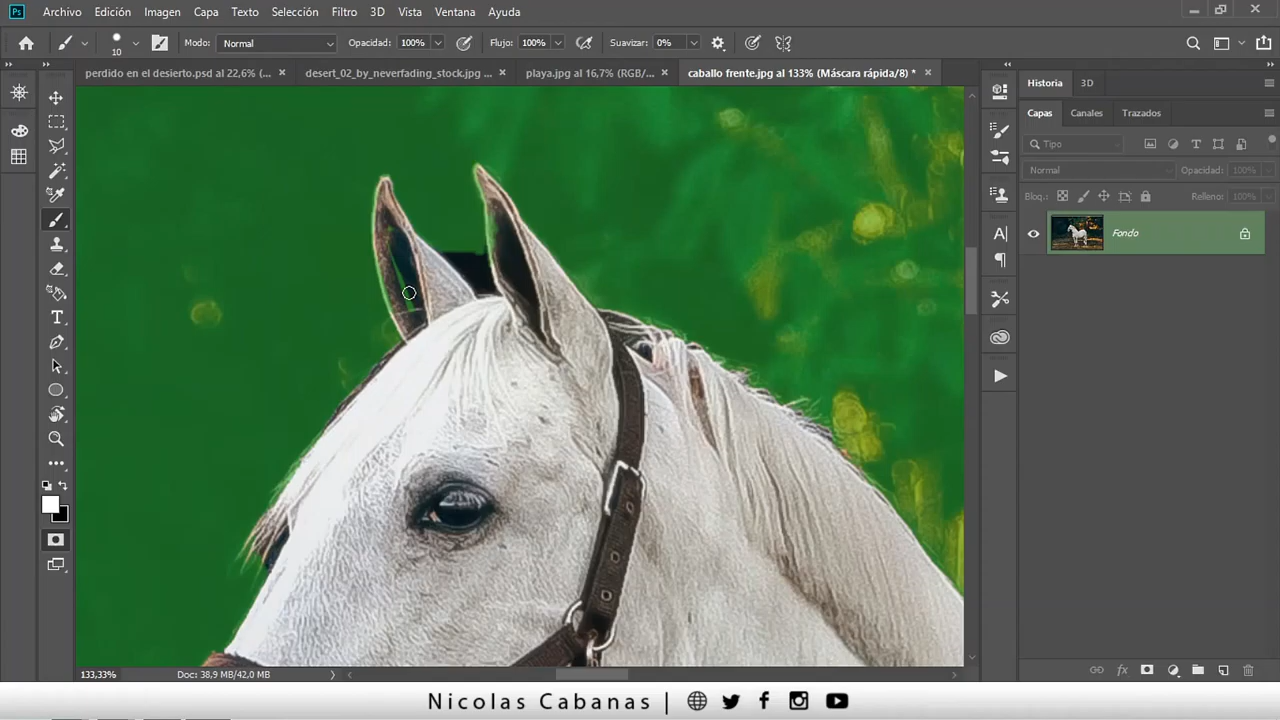 Archivo Edición Imagen Capa Texto Selección Filtro 3D Vista Ventana Ayuda
10 Modo: Normal Opacidad: 100% Flujo: 100% Suavizar: 0%
perdido en el desierto.psd al 22,6% (... desert_02_by_neverfading_stock.jpg ... playa.jpg al 16,7% (RGB/... caballo frente.jpg al 133% (Máscara rápida/8) *
Historia 3D
Capas Canales Trazados
Tipo
Normal Opacidad: 100%
Bloq.: Relleno: 100%
Fondo
133,33% Doc: 38,9 MB/42,0 MB
Nicolas Cabanas |